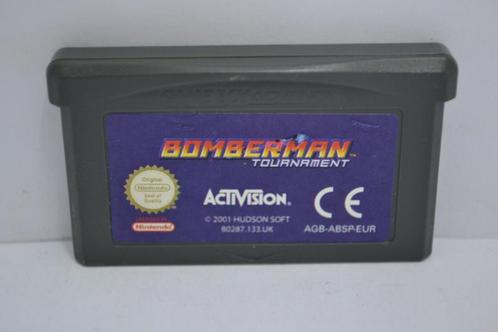 BOMBERMAN
TOURNAMENT
Original
Nintendo
Seal of
Quality
ACTIVISION.
© 2001 HUDSON SOFT
80287.133.UK
Nintendo
CE
AGB-ABSP-EUR